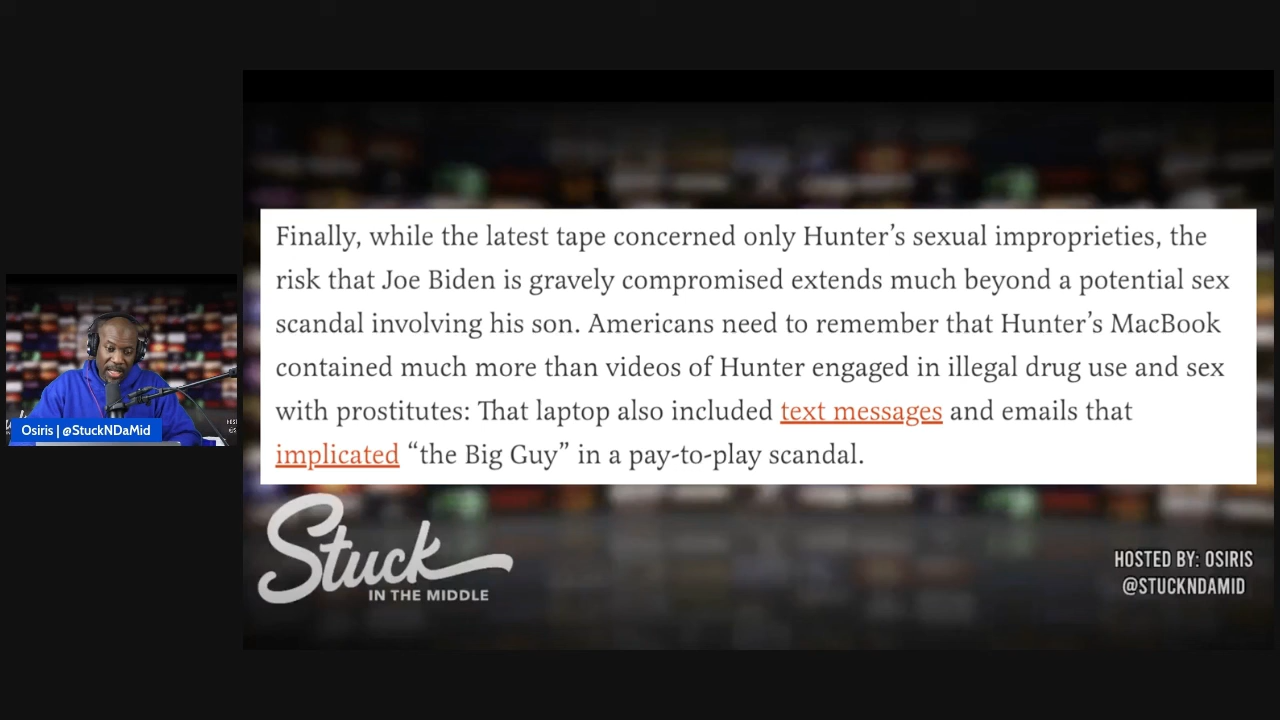 Finally, while the latest tape concerned only Hunter’s sexual improprieties, the
risk that Joe Biden is gravely compromised extends much beyond a potential sex
scandal involving his son. Americans need to remember that Hunter’s MacBook
contained much more than videos of Hunter engaged in illegal drug use and sex
with prostitutes: That laptop also included text messages and emails that
implicated “the Big Guy” in a pay-to-play scandal.
Osiris | @StuckNDaMid
Stuck
IN THE MIDDLE
HOSTED BY: OSIRIS
@STUCKNDAMID